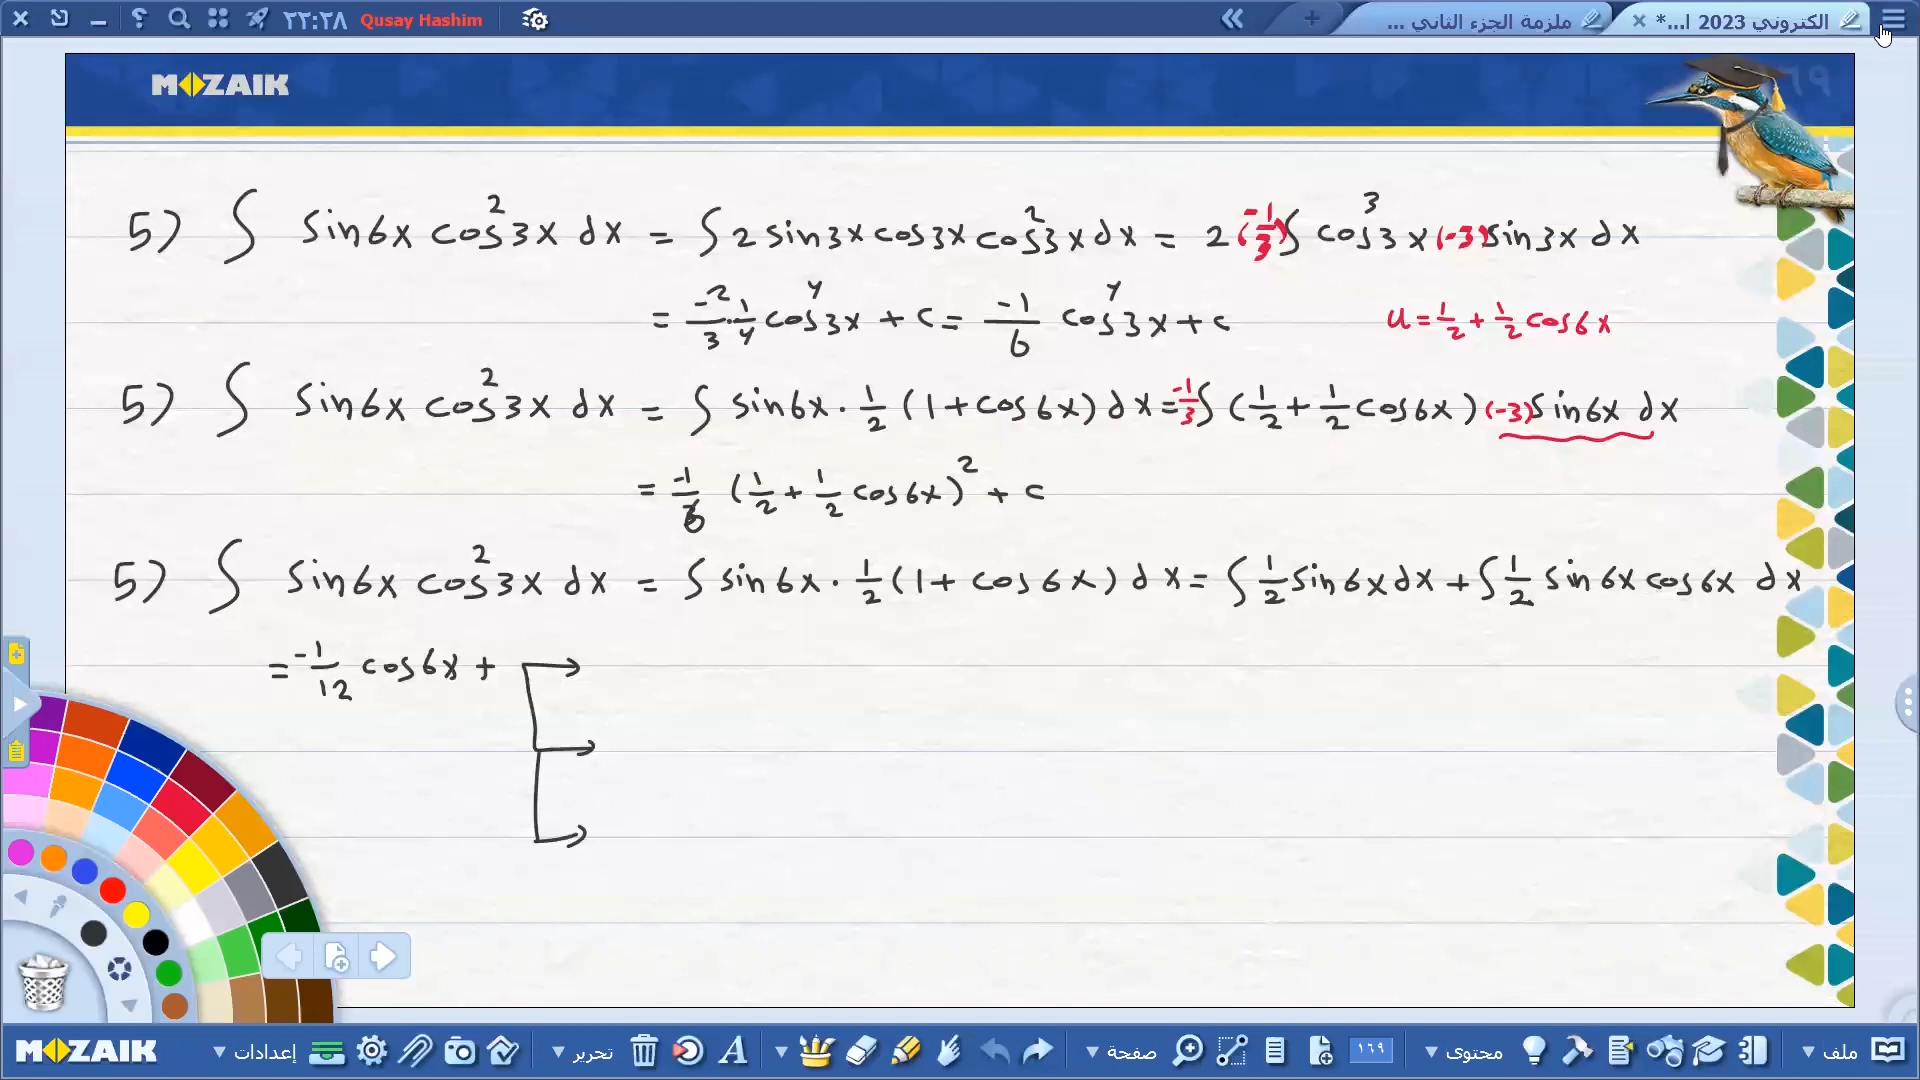 ٢٣:٢٨ Qusay Hashim
ملزمة الجزء الثاني ...
الكتروني 2023 ا...*
MOZAIK
١٦٩
5) ∫ sin6x cos²3x dx = ∫ 2 sin3x cos3x cos²3x dx = 2 (-1/3) ∫ cos³3x (-3) sin3x dx
= -2/3 · 1/4 cos⁴3x + c = -1/6 cos⁴3x + c
u = 1/2 + 1/2 cos6x
5) ∫ sin6x cos²3x dx = ∫ sin6x · 1/2 (1 + cos6x) dx = -1/3 ∫ (1/2 + 1/2 cos6x) (-3) sin6x dx
= -1/6 (1/2 + 1/2 cos6x)² + c
5) ∫ sin6x cos²3x dx = ∫ sin6x · 1/2 (1 + cos6x) dx = ∫ 1/2 sin6x dx + ∫ 1/2 sin6x cos6x dx
= -1/12 cos6x +
MOZAIK إعدادات تحرير صفحة ١٦٩ محتوى ملف